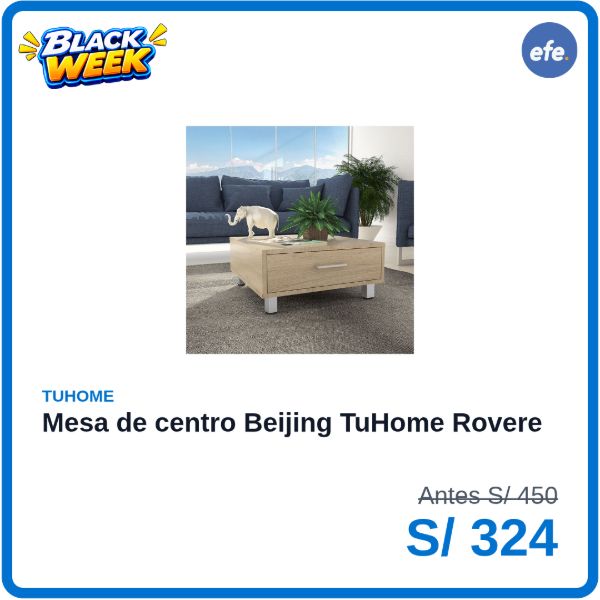 BLACK
WEEK
efe.
TUHOME
Mesa de centro Beijing TuHome Rovere
Antes S/ 450
S/ 324